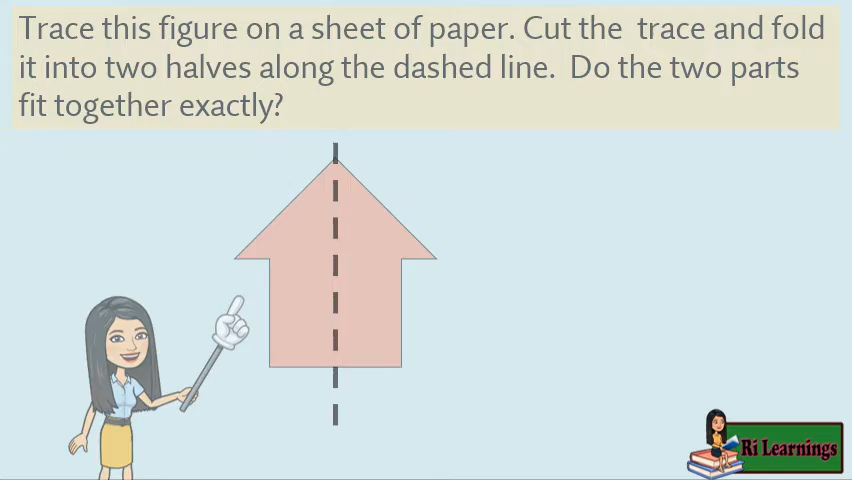 Trace this figure on a sheet of paper. Cut the  trace and fold
it into two halves along the dashed line.  Do the two parts
fit together exactly?
Ri Learnings